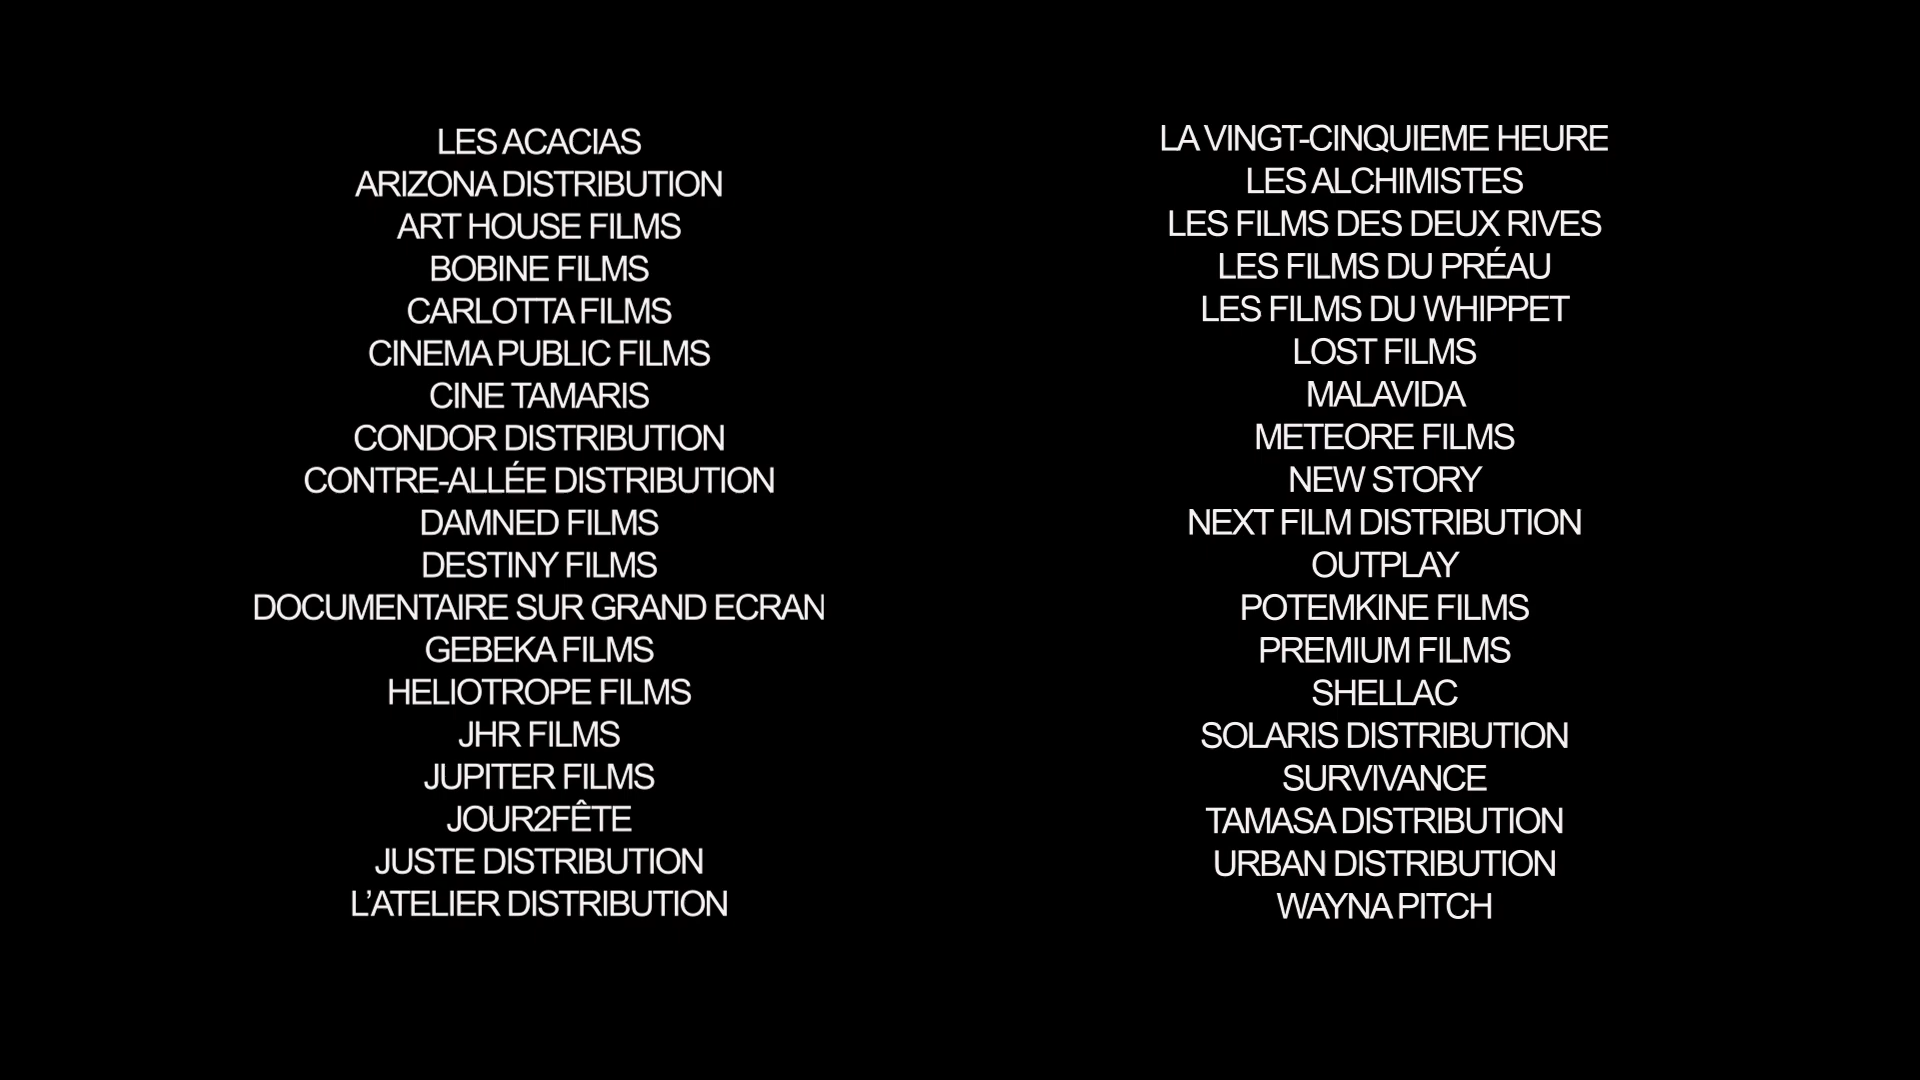 LES ACACIAS
ARIZONA DISTRIBUTION
ART HOUSE FILMS
BOBINE FILMS
CARLOTTA FILMS
CINEMA PUBLIC FILMS
CINE TAMARIS
CONDOR DISTRIBUTION
CONTRE-ALLÉE DISTRIBUTION
DAMNED FILMS
DESTINY FILMS
DOCUMENTAIRE SUR GRAND ECRAN
GEBEKA FILMS
HELIOTROPE FILMS
JHR FILMS
JUPITER FILMS
JOUR2FÊTE
JUSTE DISTRIBUTION
L’ATELIER DISTRIBUTION
LA VINGT-CINQUIEME HEURE
LES ALCHIMISTES
LES FILMS DES DEUX RIVES
LES FILMS DU PRÉAU
LES FILMS DU WHIPPET
LOST FILMS
MALAVIDA
METEORE FILMS
NEW STORY
NEXT FILM DISTRIBUTION
OUTPLAY
POTEMKINE FILMS
PREMIUM FILMS
SHELLAC
SOLARIS DISTRIBUTION
SURVIVANCE
TAMASA DISTRIBUTION
URBAN DISTRIBUTION
WAYNA PITCH